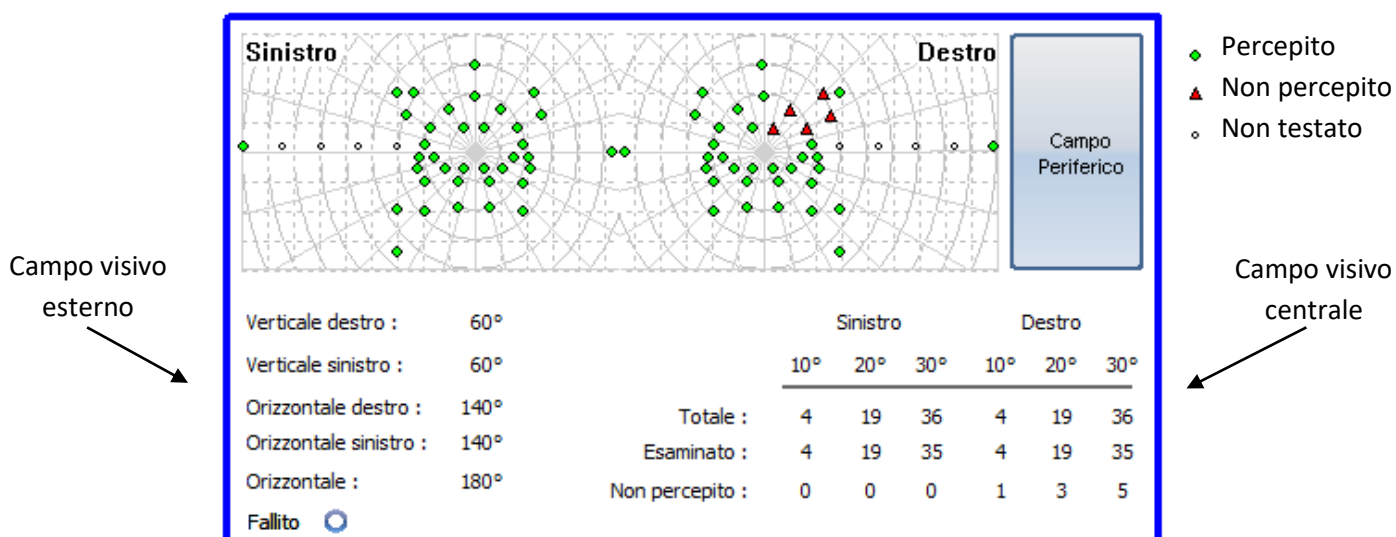 Sinistro
Destro
Campo
Periferico
Percepito
Non percepito
Non testato
Campo visivo
esterno
Campo visivo
centrale
Verticale destro : 60°
Verticale sinistro : 60°
Orizzontale destro : 140°
Orizzontale sinistro : 140°
Orizzontale : 180°
Fallito
Sinistro Destro
10° 20° 30° 10° 20° 30°
Totale : 4 19 36 4 19 36
Esaminato : 4 19 35 4 19 35
Non percepito : 0 0 0 1 3 5